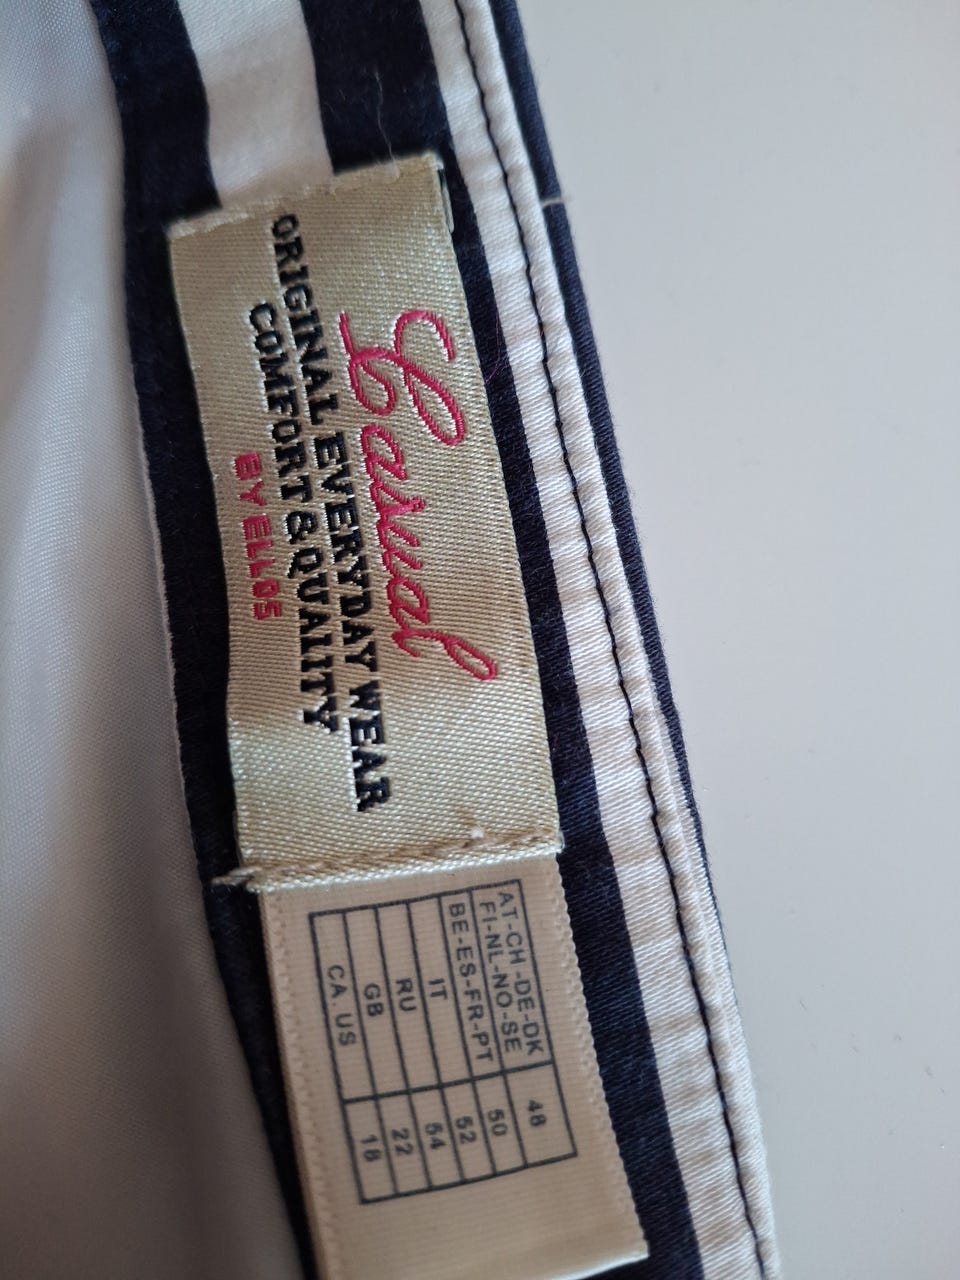 Casual
ORIGINAL EVERYDAY WEAR
COMFORT & QUALITY
BY ELLOS
AT-CH-DE-DK
FI-NL-NO-SE 48
BE-ES-FR-PT 50
IT 52
RU 54
GB 22
CA. US 18